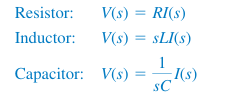 Resistor: V(s) = RI(s)
Inductor: V(s) = sLI(s)
Capacitor: V(s) = 1/sC I(s)